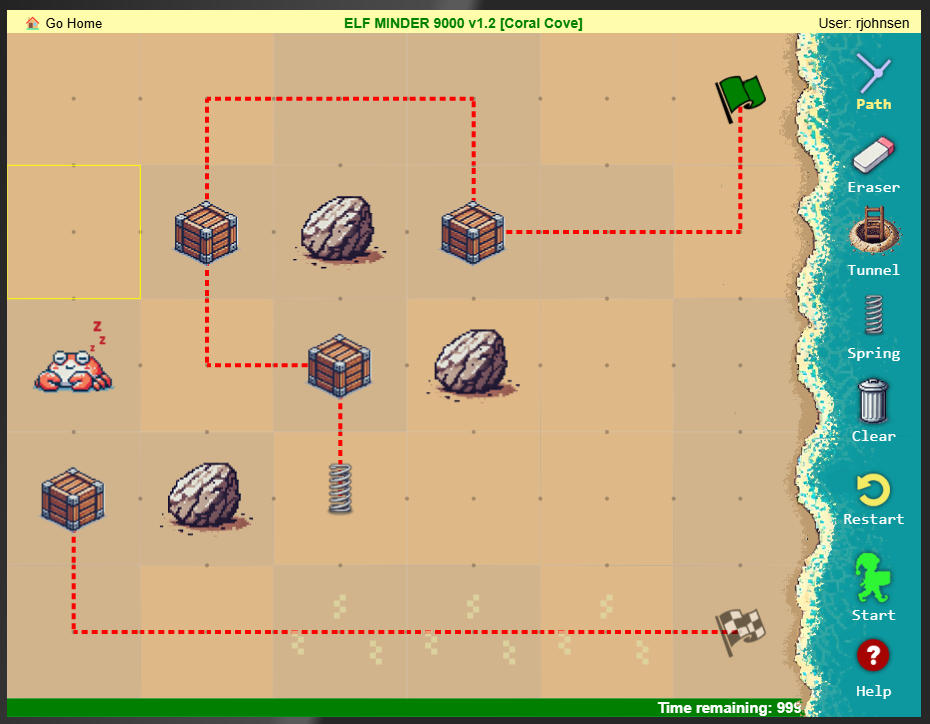 Go Home
ELF MINDER 9000 v1.2 [Coral Cove]
User: rjohnsen
Path
Eraser
Tunnel
Spring
Z
z
z
Clear
Restart
Start
?
Help
Time remaining: 999